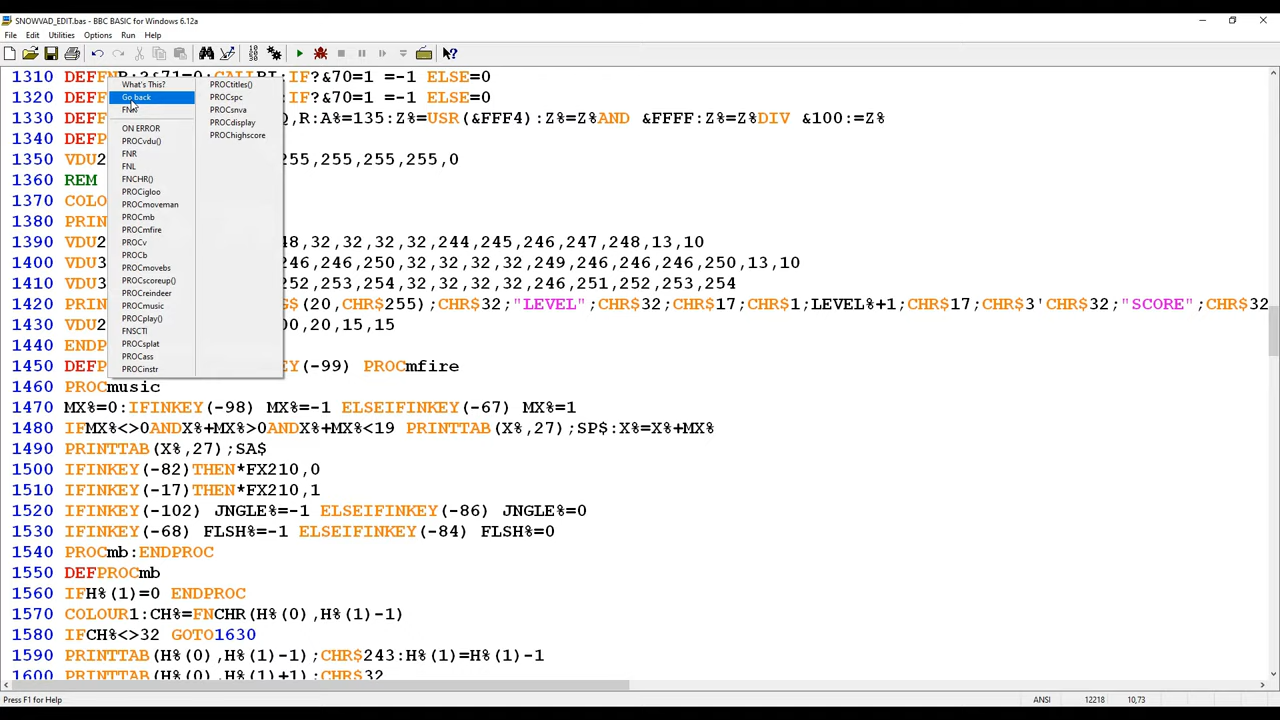 SNOWVAD_EDIT.bas - BBC BASIC for Windows 6.12a
File Edit Utilities Options Run Help
1310 DEFFNR:?&71=0:CALLRI:IF?&70=1 =-1 ELSE=0
1320 DEFF :IF?&70=1 =-1 ELSE=0
1330 DEFF Q,R:A%=135:Z%=USR(&FFF4):Z%=Z%AND &FFFF:Z%=Z%DIV &100:=Z%
1340 DEFP
1350 VDU2 255,255,255,0
1360 REM
1370 COLO
1380 PRIN
1390 VDU2 48,32,32,32,32,244,245,246,247,248,13,10
1400 VDU3 246,246,250,32,32,32,32,249,246,246,246,250,13,10
1410 VDU3 252,253,254,32,32,32,32,246,251,252,253,254
1420 PRIN G$(20,CHR$255);CHR$32;"LEVEL";CHR$32;CHR$17;CHR$1;LEVEL%+1;CHR$17;CHR$3'CHR$32;"SCORE";CHR$32
1430 VDU2 00,20,15,15
1440 ENDP
1450 DEFP EY(-99) PROCmfire
1460 PROCmusic
1470 MX%=0:IFINKEY(-98) MX%=-1 ELSEIFINKEY(-67) MX%=1
1480 IFMX%<>0ANDX%+MX%>0ANDX%+MX%<19 PRINTTAB(X%,27);SP$:X%=X%+MX%
1490 PRINTTAB(X%,27);SA$
1500 IFINKEY(-82)THEN*FX210,0
1510 IFINKEY(-17)THEN*FX210,1
1520 IFINKEY(-102) JNGLE%=-1 ELSEIFINKEY(-86) JNGLE%=0
1530 IFINKEY(-68) FLSH%=-1 ELSEIFINKEY(-84) FLSH%=0
1540 PROCmb:ENDPROC
1550 DEFPROCmb
1560 IFH%(1)=0 ENDPROC
1570 COLOUR1:CH%=FNCHR(H%(0),H%(1)-1)
1580 IFCH%<>32 GOTO1630
1590 PRINTTAB(H%(0),H%(1)-1);CHR$243:H%(1)=H%(1)-1
1600 PRINTTAB(H%(0),H%(1)+1);CHR$32
What's This?
Go back
ON ERROR
PROCvdu()
FNR
FNL
FNCHR()
PROCigloo
PROCmoveman
PROCmb
PROCmfire
PROCv
PROCb
PROCmovebs
PROCscoreup()
PROCreindeer
PROCmusic
PROCplay()
FNSCTI
PROCsplat
PROCass
PROCinstr
PROCtitles()
PROCspc
PROCsnva
PROCdisplay
PROChighscore
Press F1 for Help
ANSI 12218 10,73